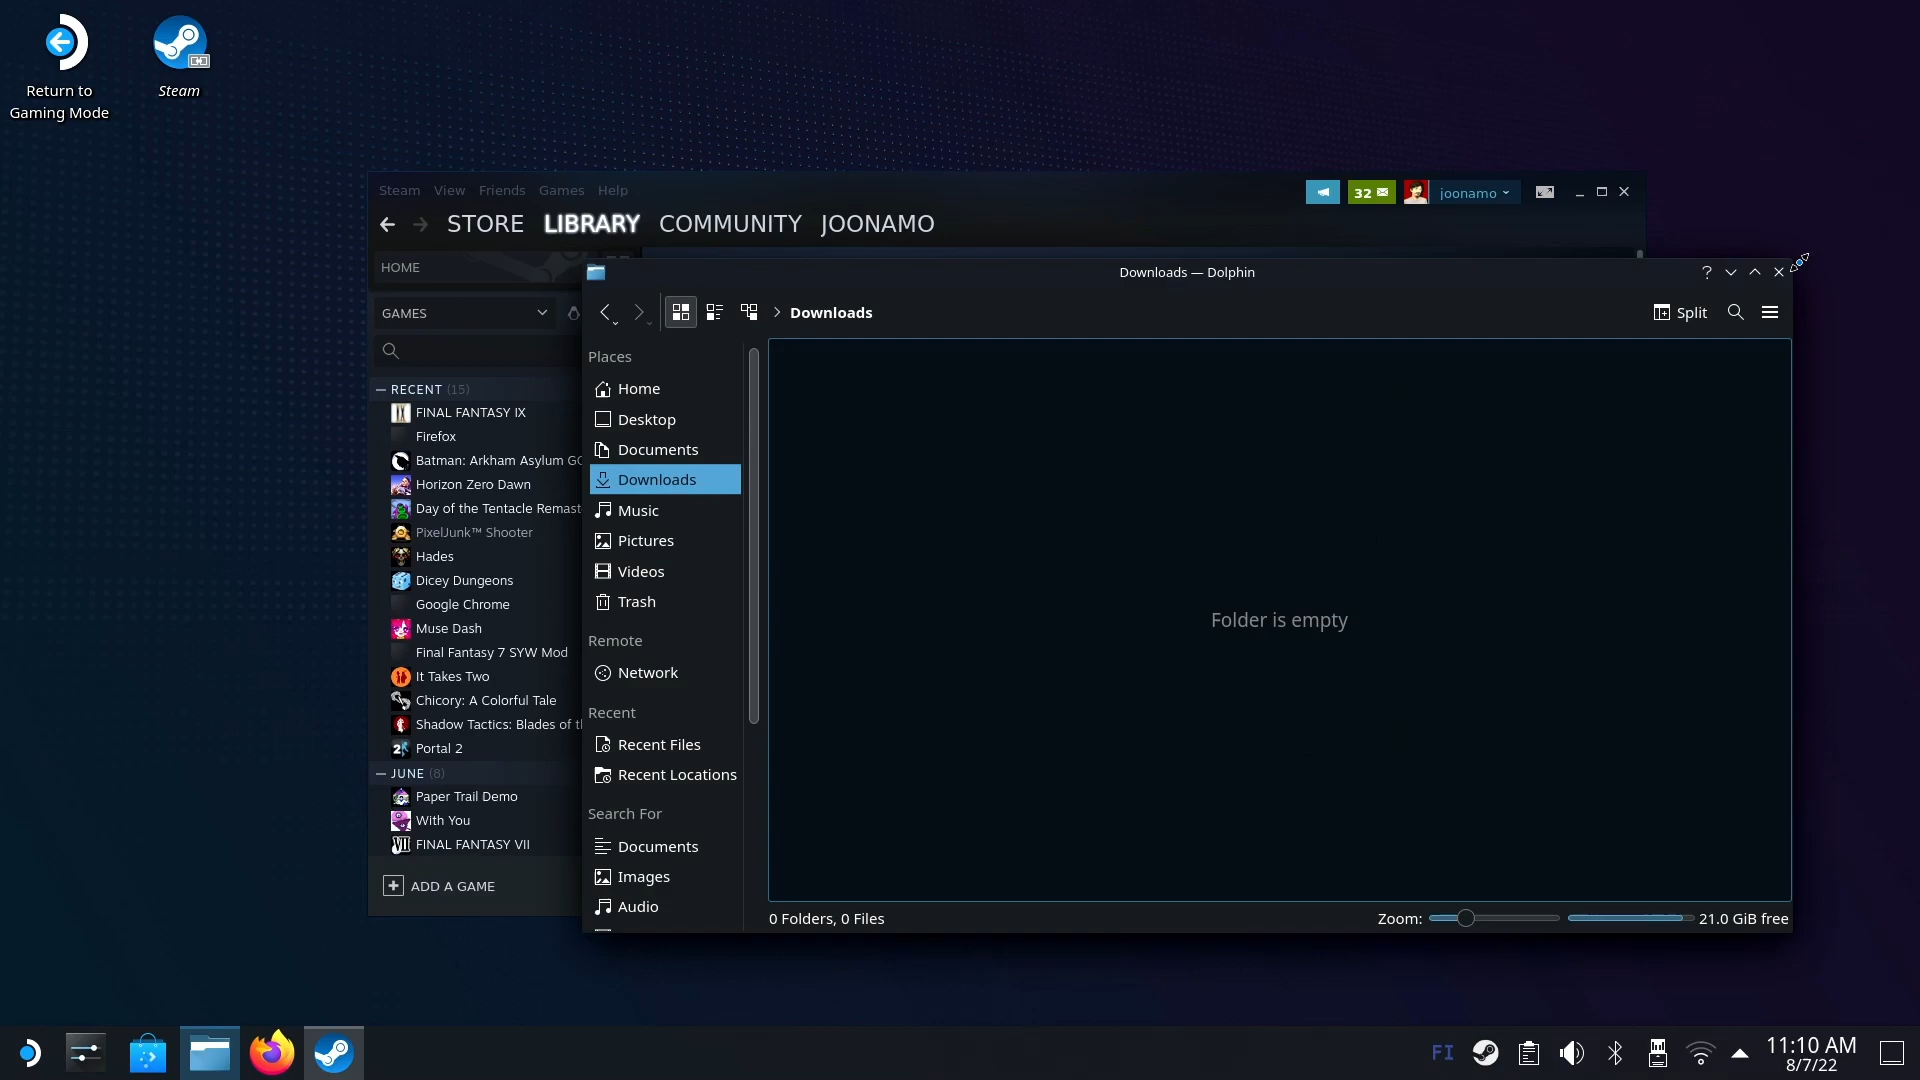 Return to
Gaming Mode
Steam
Steam View Friends Games Help
32
joonamo
STORE LIBRARY COMMUNITY JOONAMO
HOME
GAMES
RECENT (15)
FINAL FANTASY IX
Firefox
Batman: Arkham Asylum GO
Horizon Zero Dawn
Day of the Tentacle Remast
PixelJunk™ Shooter
Hades
Dicey Dungeons
Google Chrome
Muse Dash
Final Fantasy 7 SYW Mod
It Takes Two
Chicory: A Colorful Tale
Shadow Tactics: Blades of th
Portal 2
JUNE (8)
Paper Trail Demo
With You
FINAL FANTASY VII
ADD A GAME
Downloads — Dolphin
Downloads
Split
Places
Home
Desktop
Documents
Downloads
Music
Pictures
Videos
Trash
Remote
Network
Recent
Recent Files
Recent Locations
Search For
Documents
Images
Audio
Folder is empty
0 Folders, 0 Files
Zoom:
21.0 GiB free
FI
11:10 AM
8/7/22